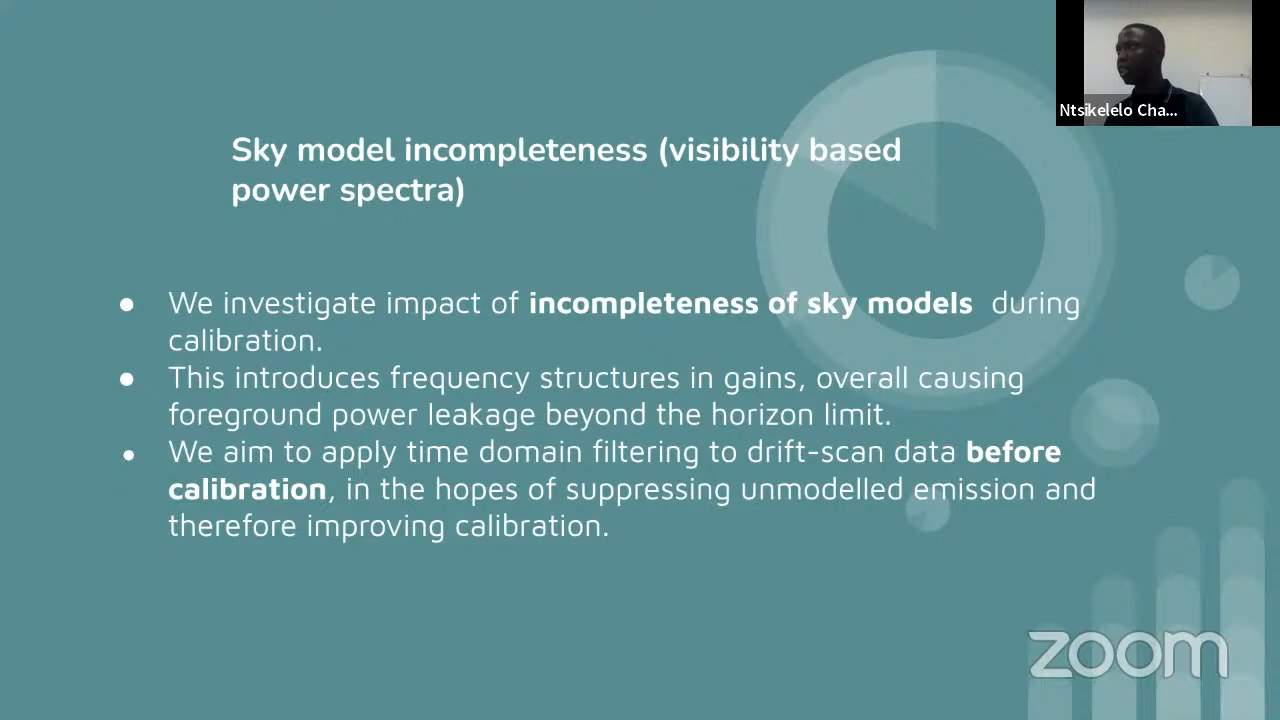 Ntsikelelo Cha...
Sky model incompleteness (visibility based
power spectra)
● We investigate impact of incompleteness of sky models during
calibration.
● This introduces frequency structures in gains, overall causing
foreground power leakage beyond the horizon limit.
● We aim to apply time domain filtering to drift-scan data before
calibration, in the hopes of suppressing unmodelled emission and
therefore improving calibration.
zoom